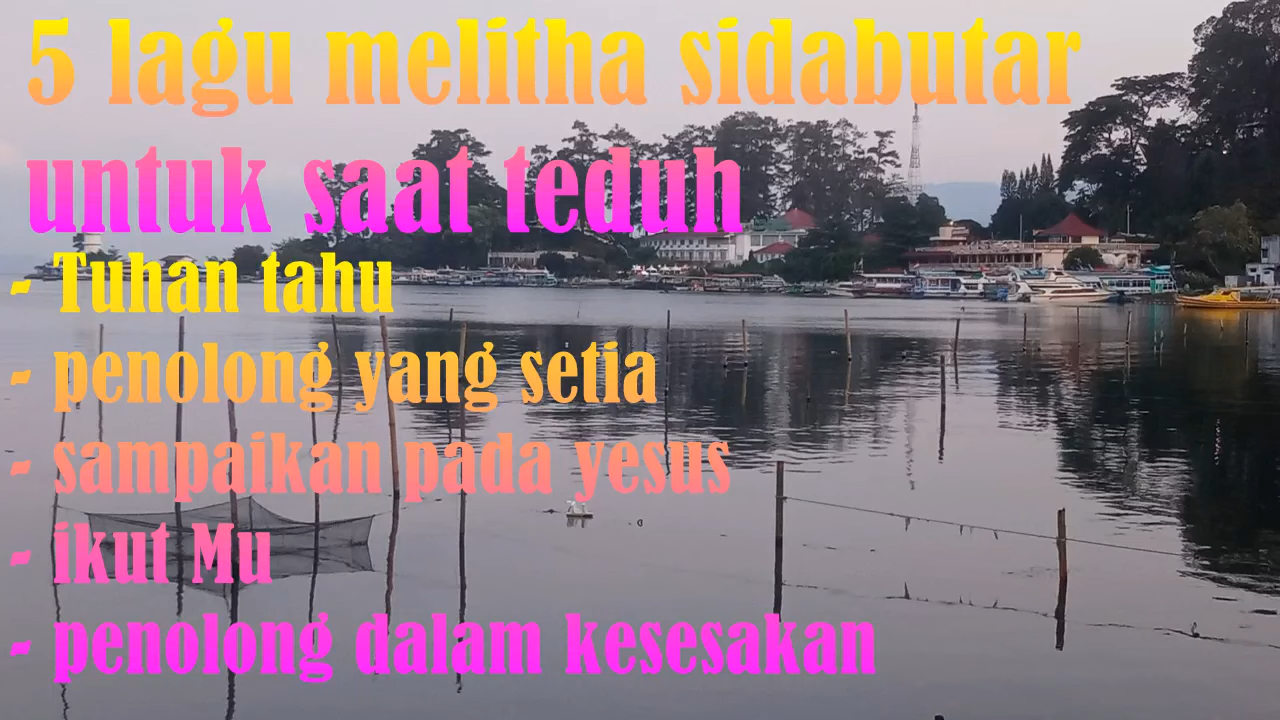 5 lagu melitha sidabutar
untuk saat teduh
- Tuhan tahu
- penolong yang setia
- sampaikan pada yesus
- ikut Mu
- penolong dalam kesesakan